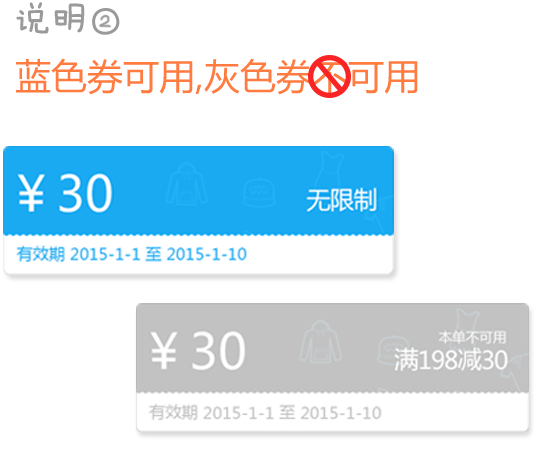 说明②
蓝色券可用,灰色券不可用
¥ 30
无限制
有效期 2015-1-1 至 2015-1-10
¥ 30
本单不可用
满198减30
有效期 2015-1-1 至 2015-1-10